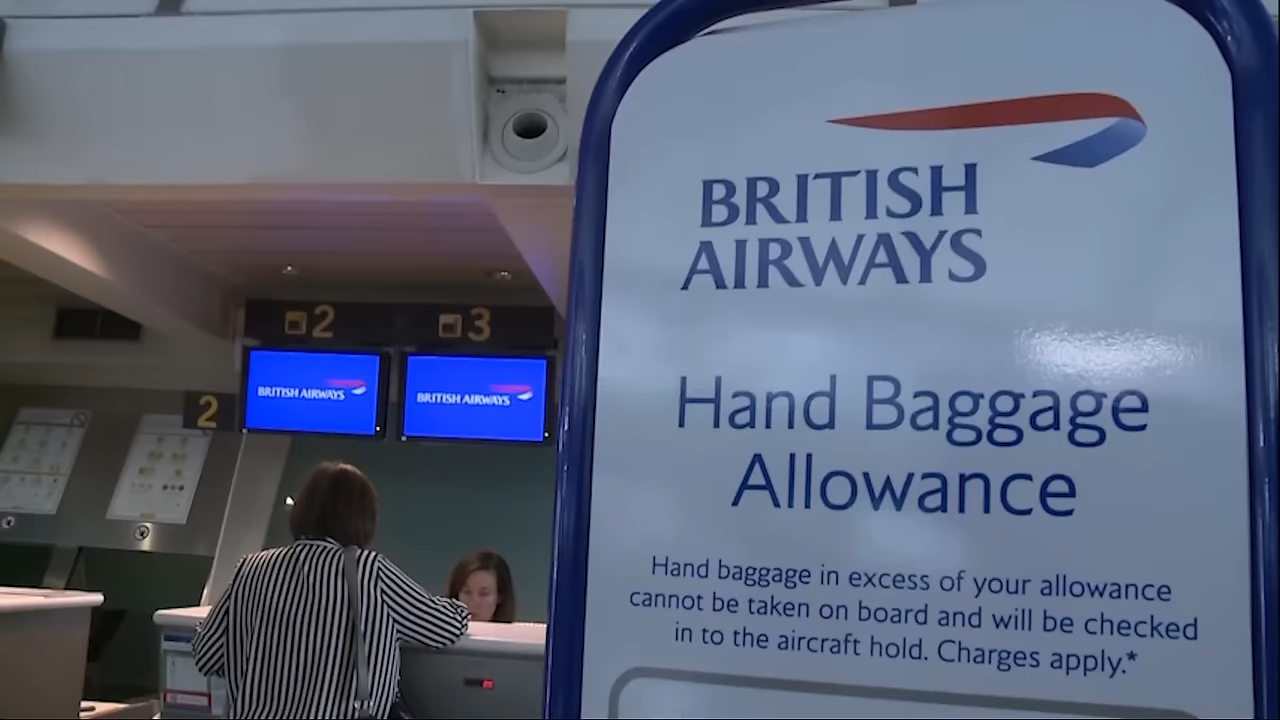 BRITISH
AIRWAYS
Hand Baggage
Allowance
Hand baggage in excess of your allowance
cannot be taken on board and will be checked
in to the aircraft hold. Charges apply.*
2
3
BRITISH AIRWAYS
BRITISH AIRWAYS
2